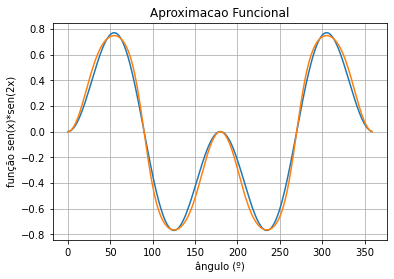 Aproximacao Funcional
função sen(x)*sen(2x)
0.8
0.6
0.4
0.2
0.0
−0.2
−0.4
−0.6
−0.8
0 50 100 150 200 250 300 350
ângulo (º)